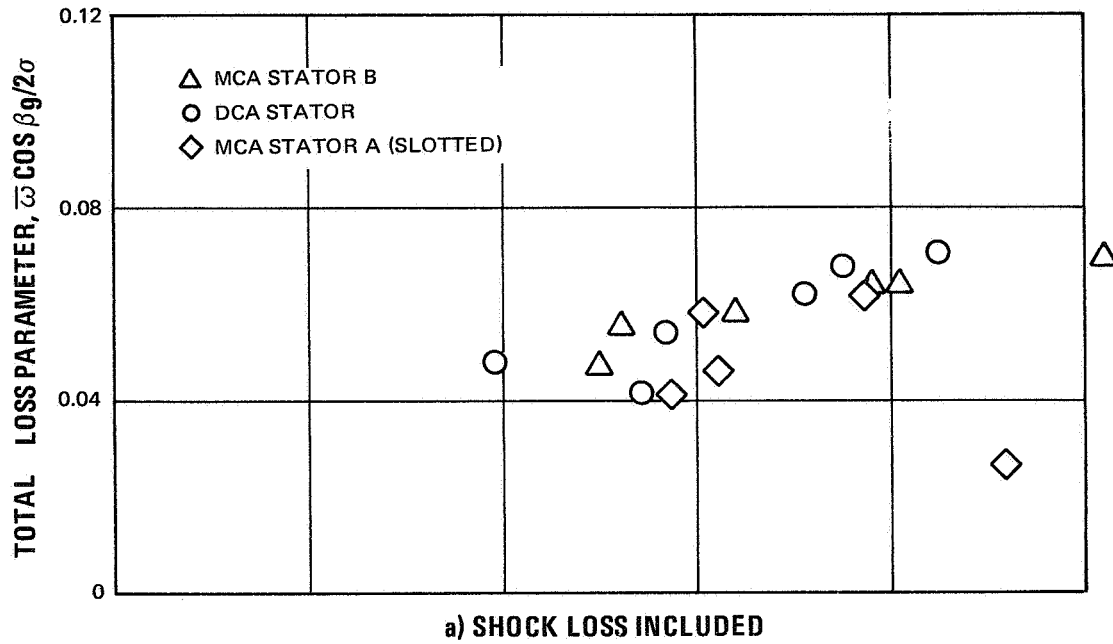 0.12
MCA STATOR B
DCA STATOR
MCA STATOR A (SLOTTED)
0.08
0.04
0
TOTAL LOSS PARAMETER, ω̅ COS βg/2σ
a) SHOCK LOSS INCLUDED